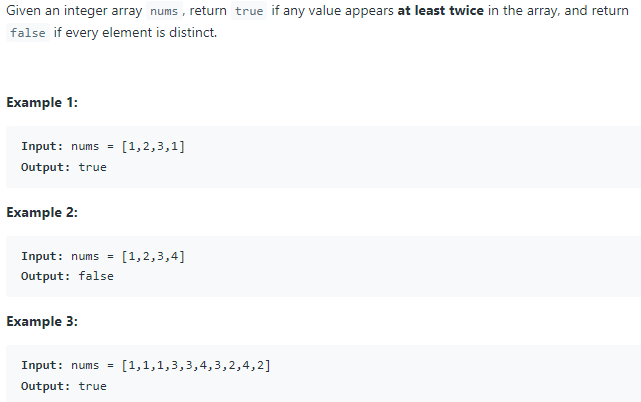 Given an integer array nums , return true if any value appears at least twice in the array, and return
false if every element is distinct.
Example 1:
Input: nums = [1,2,3,1]
Output: true
Example 2:
Input: nums = [1,2,3,4]
Output: false
Example 3:
Input: nums = [1,1,1,3,3,4,3,2,4,2]
Output: true